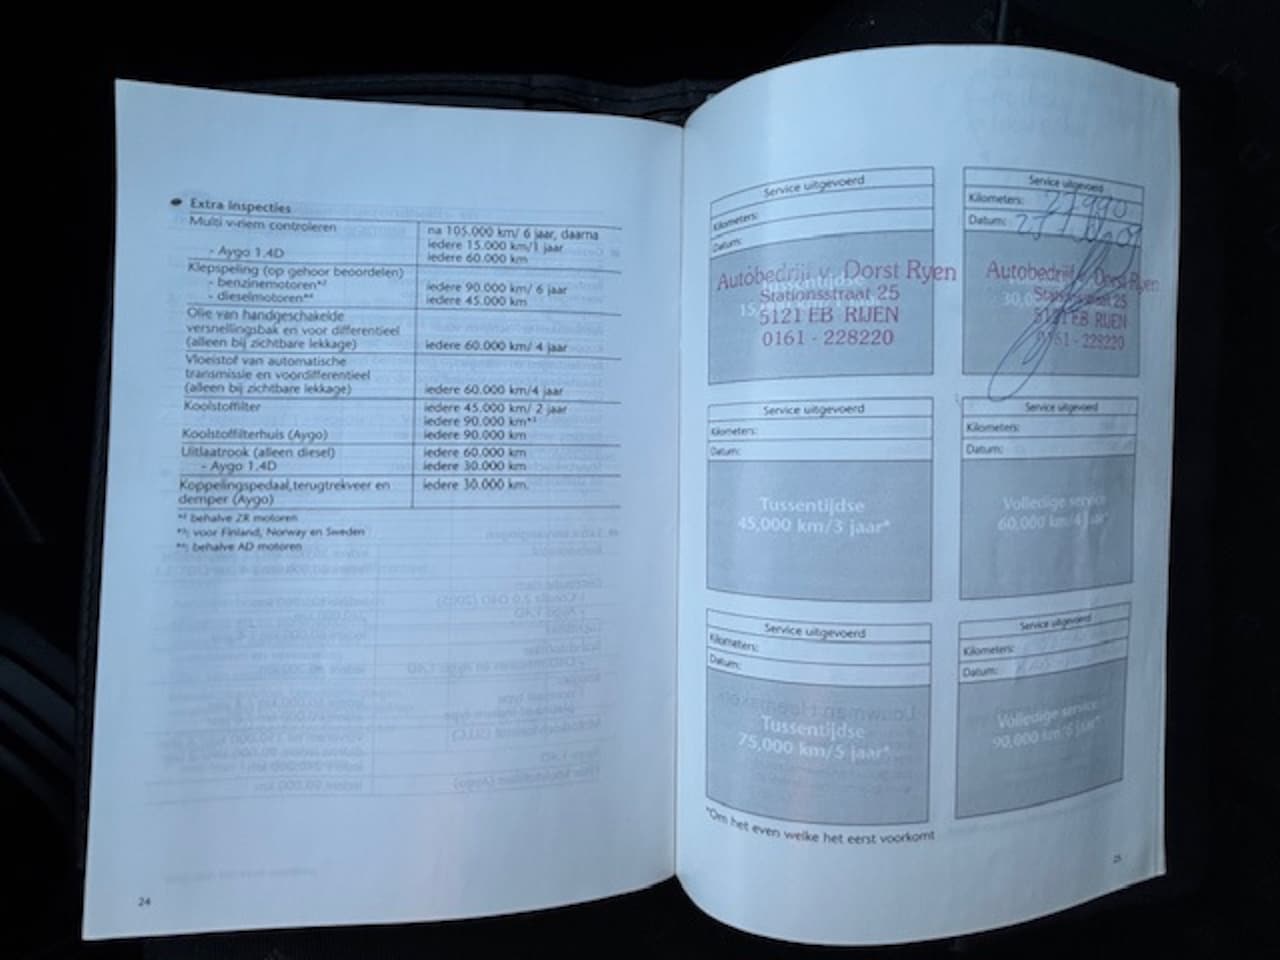 Extra inspecties
Multi v-riem controleren
na 105.000 km/ 6 jaar, daarna
iedere 15.000 km/1 jaar
- Aygo 1.4D
iedere 60.000 km
Klepspeling (op gehoor beoordelen)
- benzinemotoren*²
iedere 90.000 km/ 6 jaar
- dieselmotoren*⁴
iedere 45.000 km
Olie van handgeschakelde
versnellingsbak en voor differentieel
(alleen bij zichtbare lekkage)
iedere 60.000 km/ 4 jaar
Vloeistof van automatische
transmissie en voordifferentieel
(alleen bij zichtbare lekkage)
iedere 60.000 km/4 jaar
Koolstoffilter
iedere 45.000 km/ 2 jaar
iedere 90.000 km*³
Koolstoffilterhuis (Aygo)
iedere 90.000 km
Uitlaatrook (alleen diesel)
iedere 60.000 km
- Aygo 1.4D
iedere 30.000 km
Koppelingspedaal,terugtrekveer en
demper (Aygo)
iedere 30.000 km.
*² behalve ZR motoren
*³: voor Finland, Norway en Sweden
*⁴: behalve AD motoren
24
Service uitgevoerd
Kilometers:
Datum:
Autobedrijf v. Dorst Ryen
Stationsstraat 25
5121 EB RIJEN
0161 - 228220
Service uitgevoerd
Kilometers:
Datum:
Autobedrijf v. Dorst Ryen
Stationsstraat 25
5121 EB RIJEN
0161 - 228220
Service uitgevoerd
Kilometers:
Datum:
Tussentijdse
45,000 km/3 jaar*
Service uitgevoerd
Kilometers:
Datum:
Volledige service
60,000 km/4 jaar*
Service uitgevoerd
Kilometers:
Datum:
Tussentijdse
75,000 km/5 jaar*
Service uitgevoerd
Kilometers:
Datum:
Volledige service
90,000 km/6 jaar*
*Om het even welke het eerst voorkomt
25